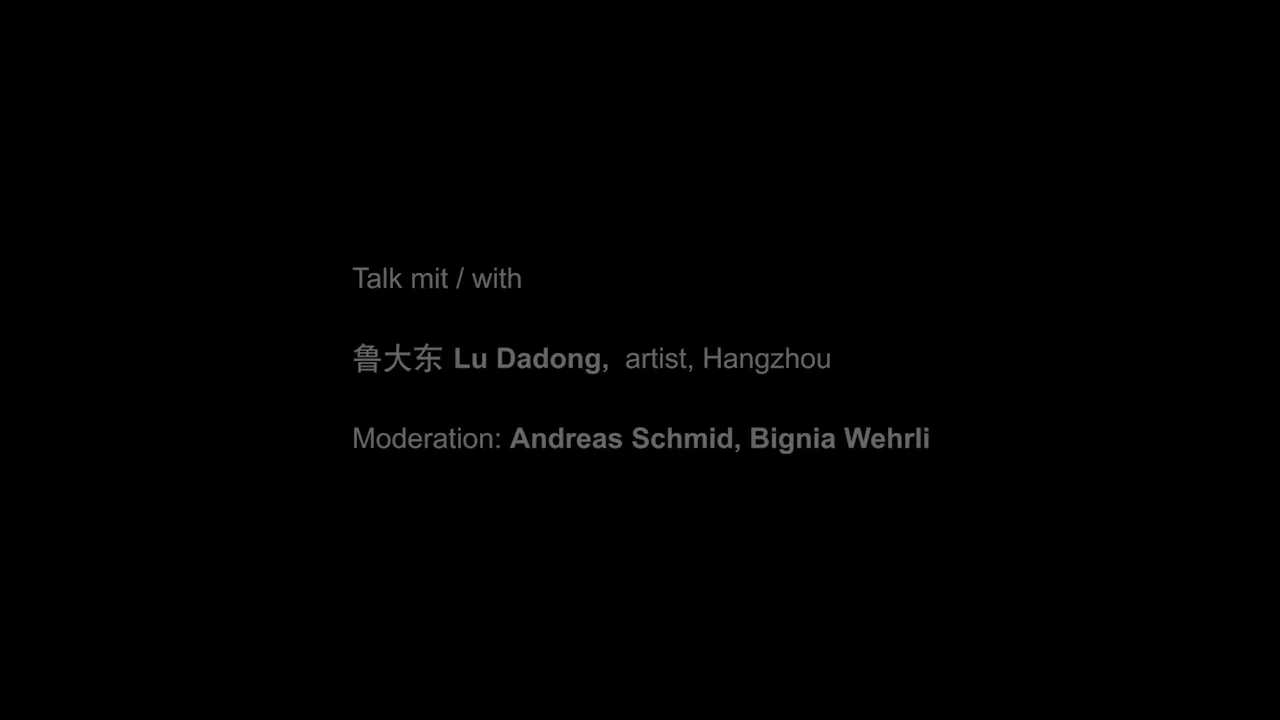 Talk mit / with
鲁大东 Lu Dadong, artist, Hangzhou
Moderation: Andreas Schmid, Bignia Wehrli